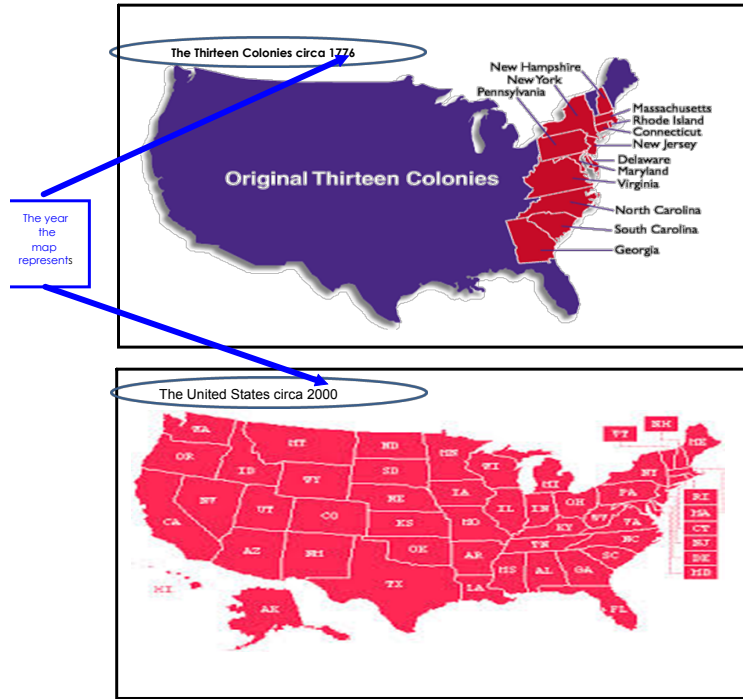 The Thirteen Colonies circa 1776
New Hampshire
New York
Pennsylvania
Massachusetts
Rhode Island
Connecticut
New Jersey
Delaware
Maryland
Virginia
North Carolina
South Carolina
Georgia
Original Thirteen Colonies
The year
the
map
represents
The United States circa 2000
WA
OR
CA
NV
ID
MT
WY
UT
AZ
CO
NM
ND
SD
NE
KS
OK
TX
MN
IA
MO
AR
LA
WI
IL
MI
IN
OH
KY
TN
MS
AL
GA
FL
SC
NC
VA
WV
PA
NY
VT
NH
ME
RI
MA
CT
NJ
DE
MD
HI
AK